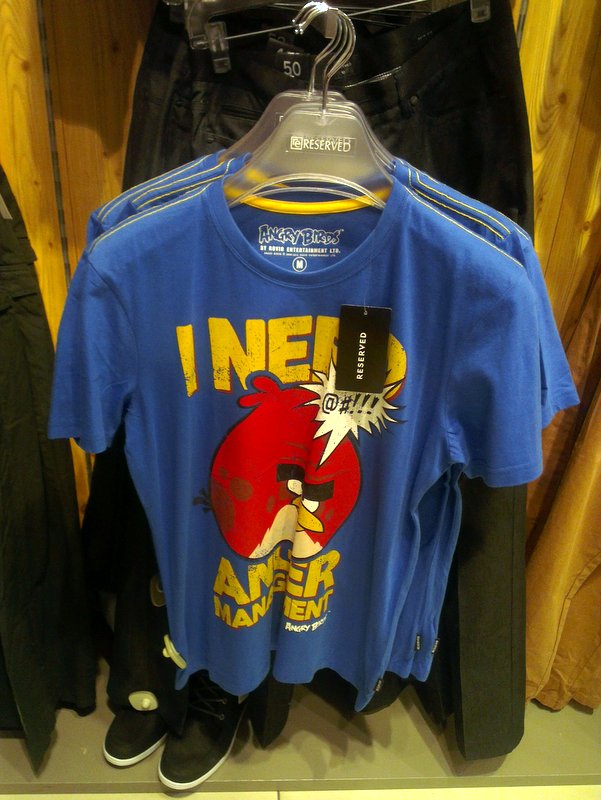 50
RESERVED
ANGRY BIRDS
BY ROVIO ENTERTAINMENT LTD.
M
RESERVED
I NEED
@#!!!
ANGER
MANAGEMENT
ANGRY BIRDS